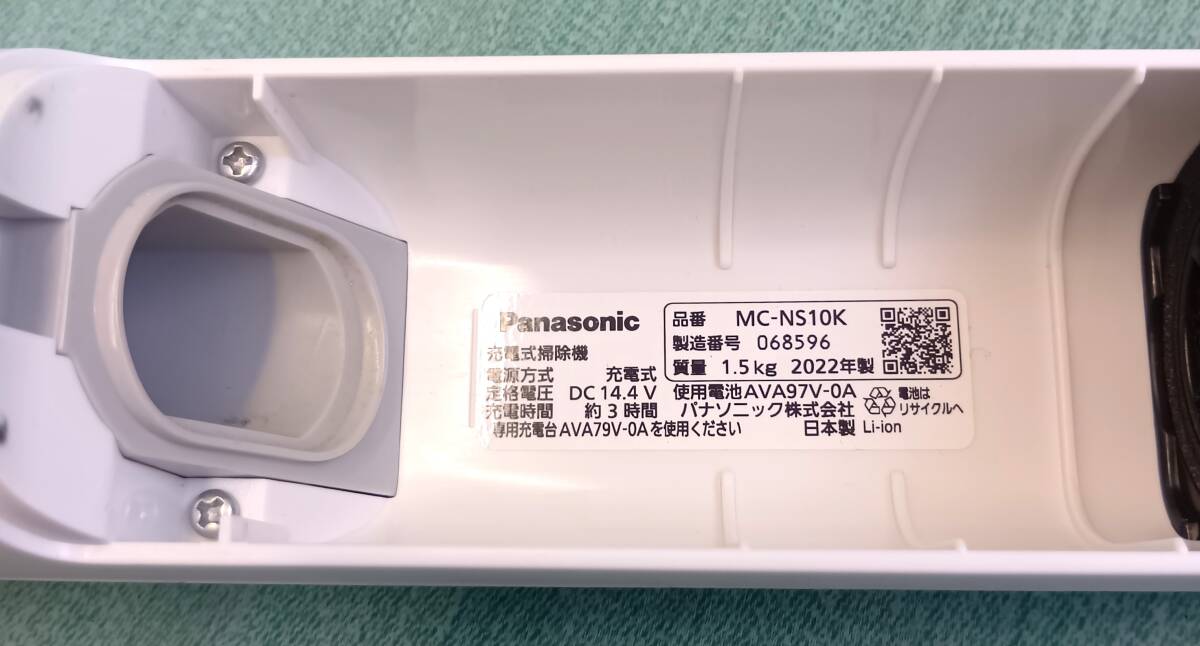 Panasonic
充電式掃除機
電源方式 充電式
定格電圧 DC 14.4 V
充電時間 約3時間
専用充電台AVA79V-0Aを使用ください
品番 MC-NS10K
製造番号 068596
質量 1.5kg 2022年製
使用電池AVA97V-0A
パナソニック株式会社
日本製
電池は
リサイクルへ
Li-ion